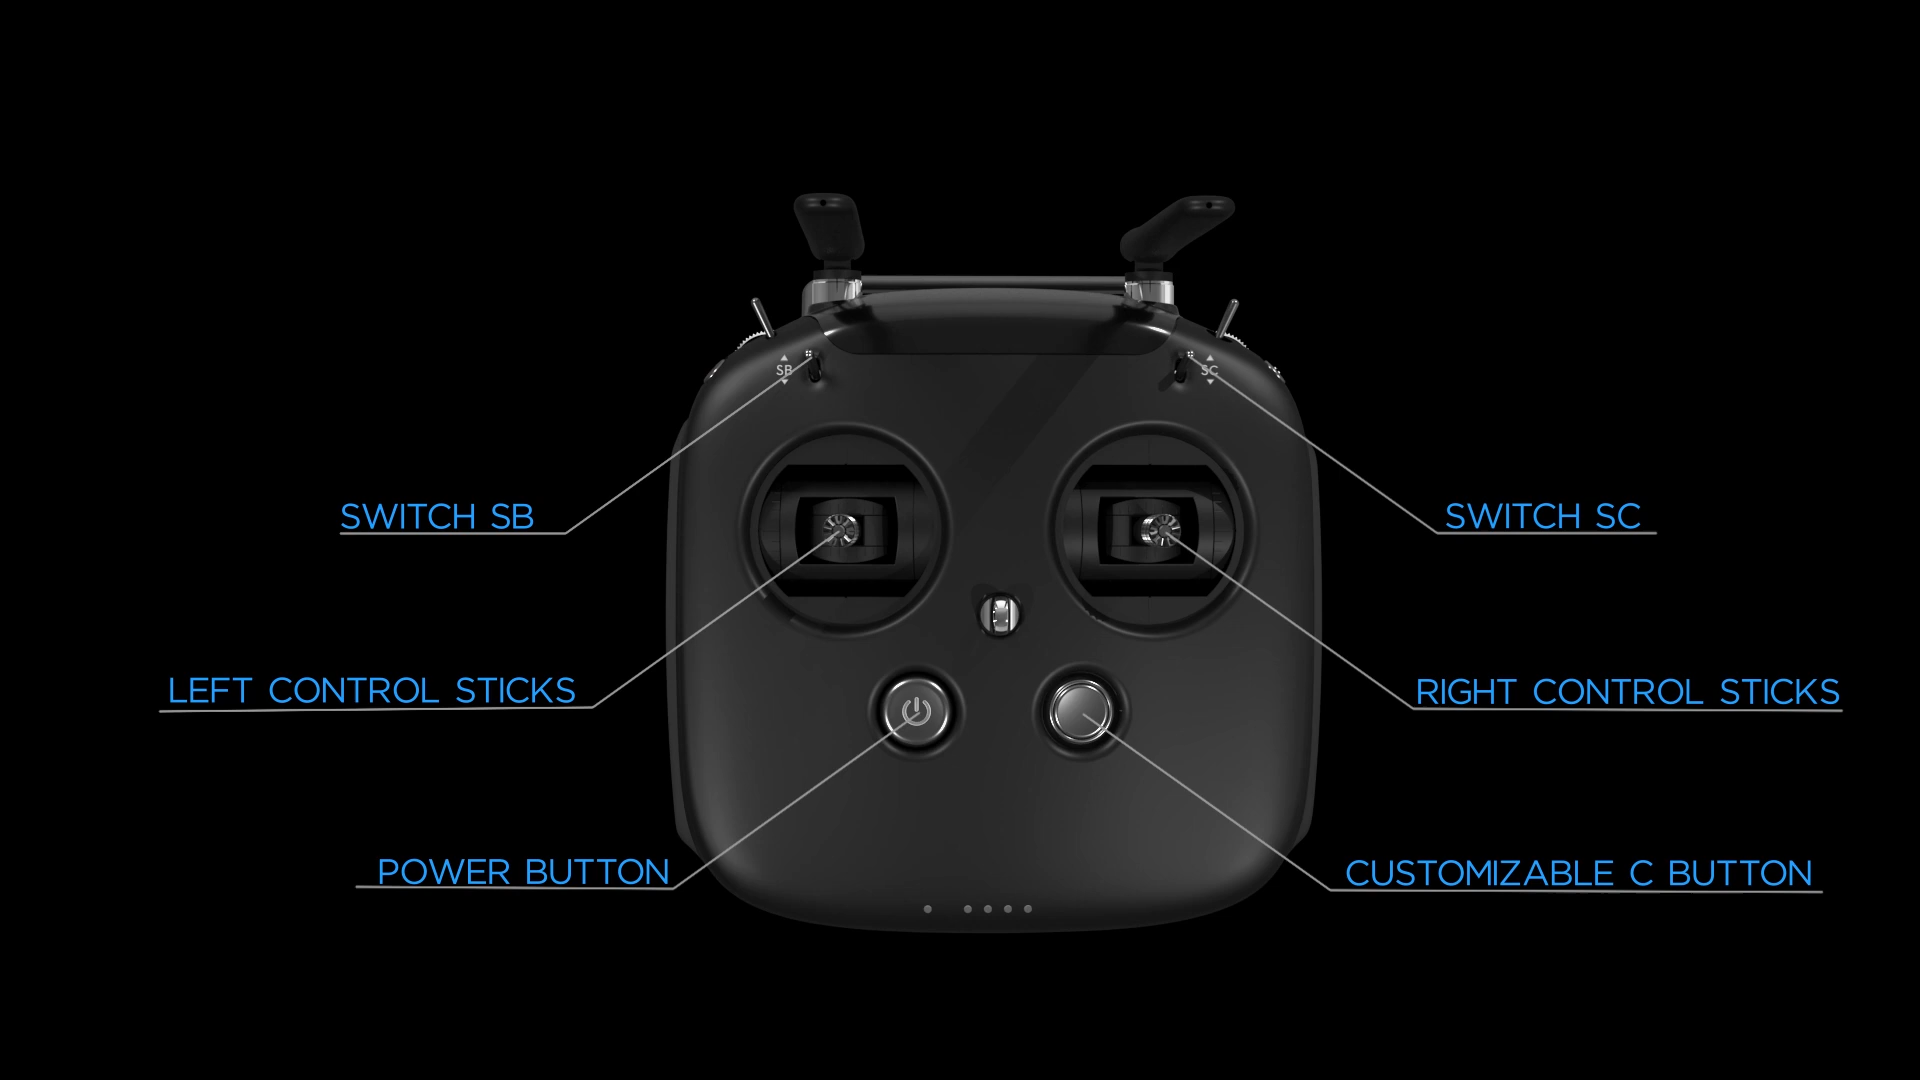 SB
SC
SWITCH SB
SWITCH SC
LEFT CONTROL STICKS
RIGHT CONTROL STICKS
POWER BUTTON
CUSTOMIZABLE C BUTTON